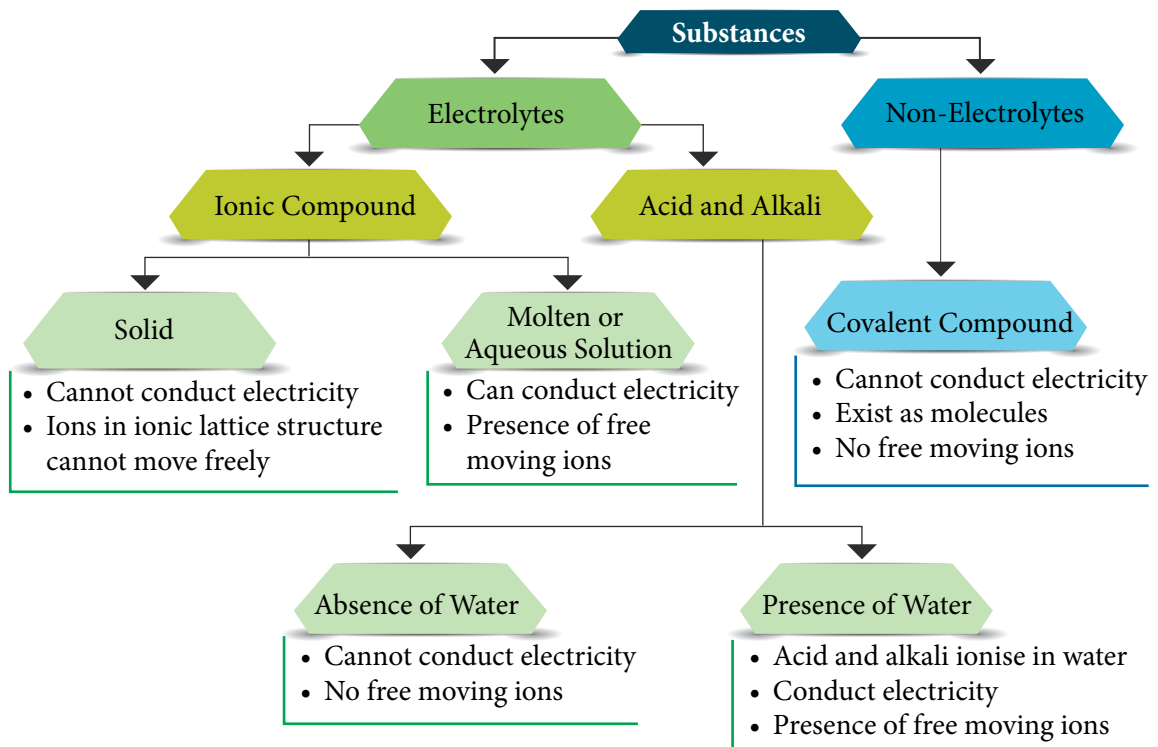 Substances
Electrolytes
Non-Electrolytes
Ionic Compound
Acid and Alkali
Solid
• Cannot conduct electricity
• Ions in ionic lattice structure
cannot move freely
Molten or
Aqueous Solution
• Can conduct electricity
• Presence of free
moving ions
Covalent Compound
• Cannot conduct electricity
• Exist as molecules
• No free moving ions
Absence of Water
• Cannot conduct electricity
• No free moving ions
Presence of Water
• Acid and alkali ionise in water
• Conduct electricity
• Presence of free moving ions